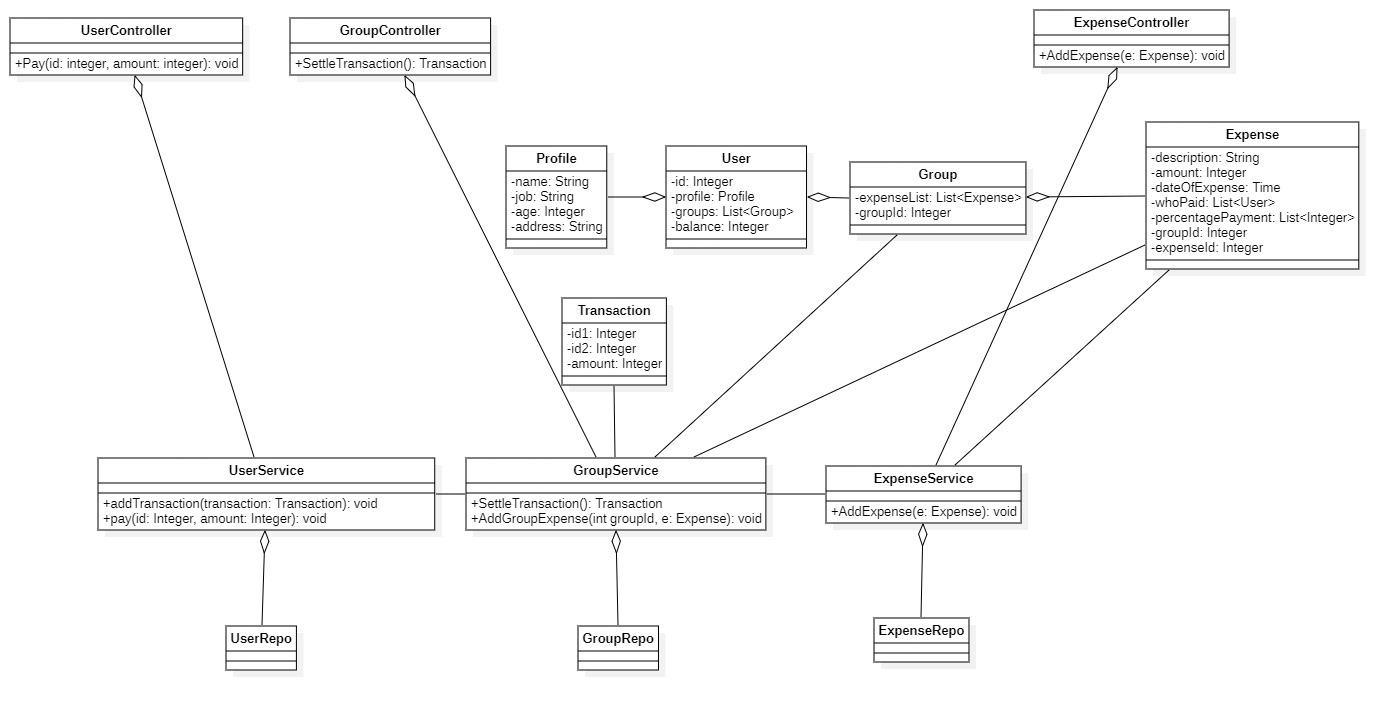 UserController
+Pay(id: integer, amount: integer): void
GroupController
+SettleTransaction(): Transaction
ExpenseController
+AddExpense(e: Expense): void
Profile
-name: String
-job: String
-age: Integer
-address: String
User
-id: Integer
-profile: Profile
-groups: List<Group>
-balance: Integer
Group
-expenseList: List<Expense>
-groupId: Integer
Expense
-description: String
-amount: Integer
-dateOfExpense: Time
-whoPaid: List<User>
-percentagePayment: List<Integer>
-groupId: Integer
-expenseId: Integer
Transaction
-id1: Integer
-id2: Integer
-amount: Integer
UserService
+addTransaction(transaction: Transaction): void
+pay(id: Integer, amount: Integer): void
GroupService
+SettleTransaction(): Transaction
+AddGroupExpense(int groupId, e: Expense): void
ExpenseService
+AddExpense(e: Expense): void
UserRepo
GroupRepo
ExpenseRepo